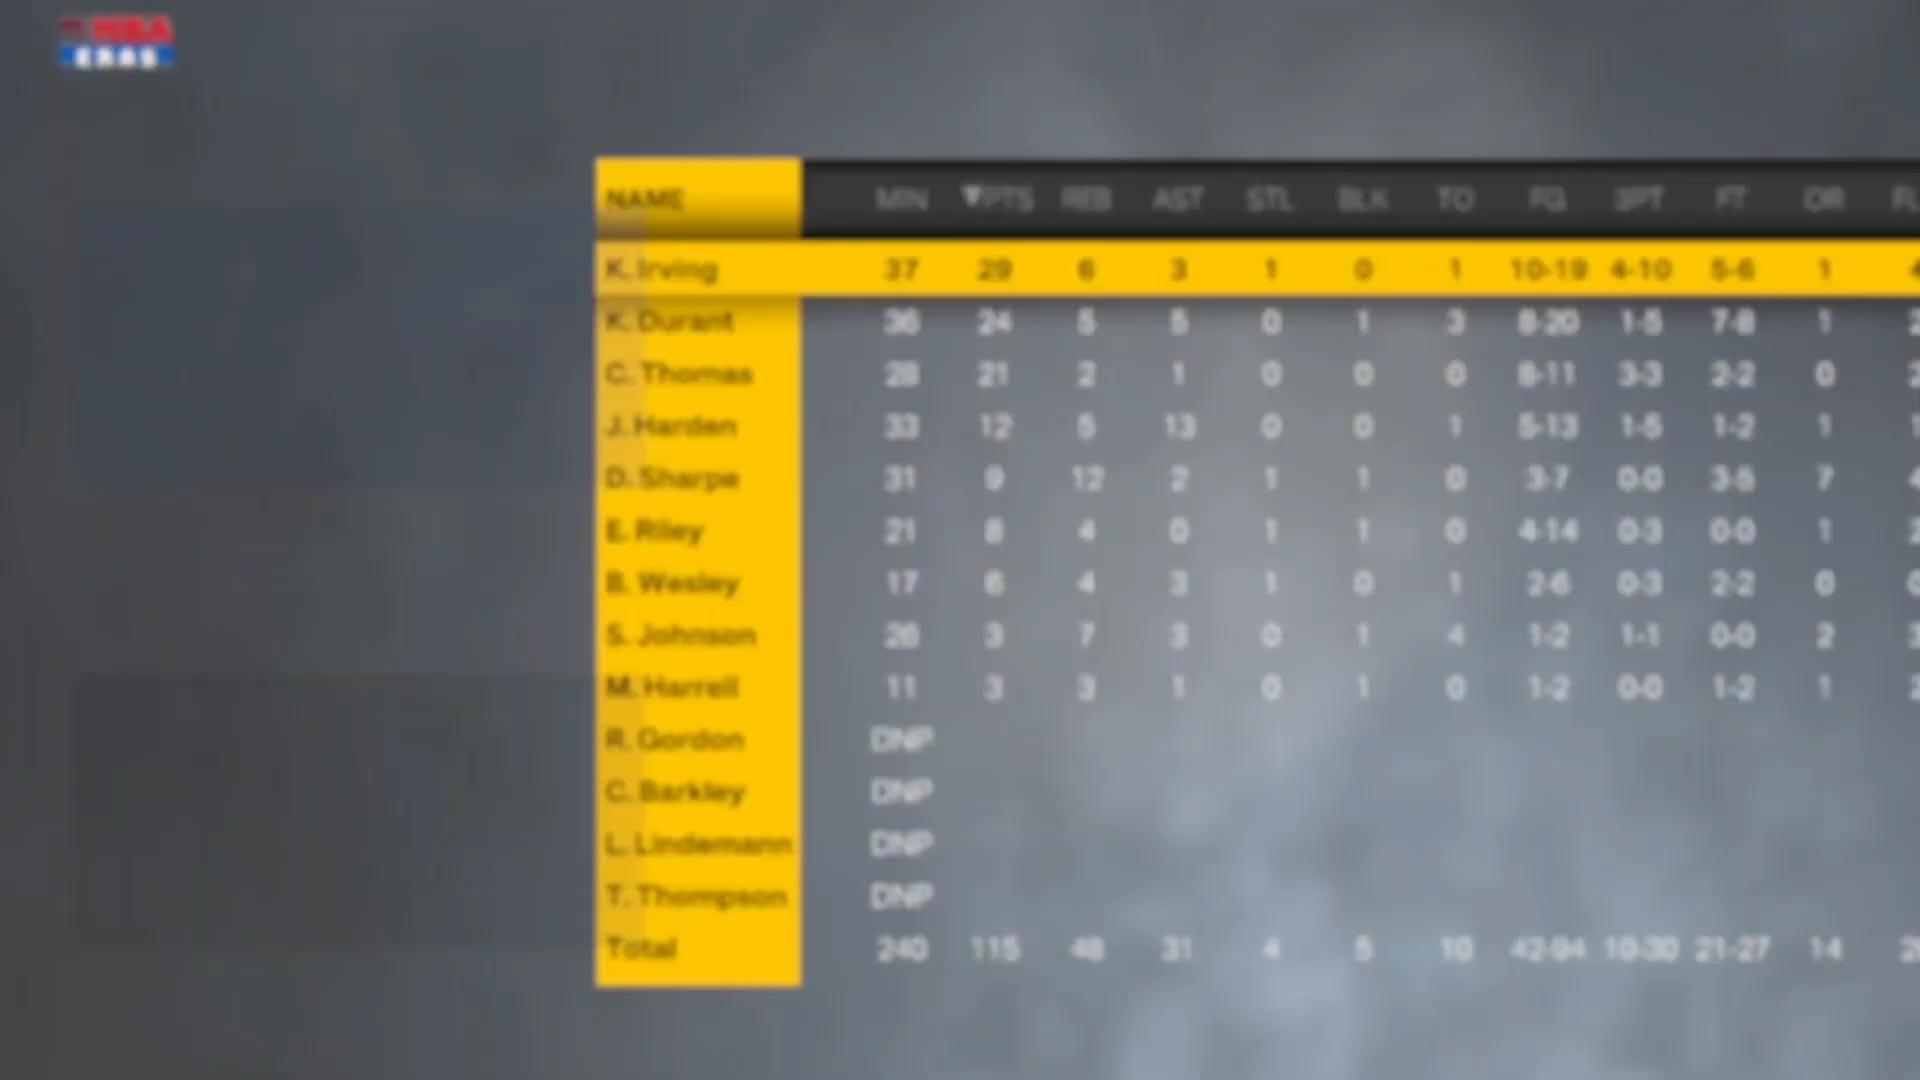 NBA
ERAS
NAME MIN ▼PTS REB AST STL BLK TO FG 3PT FT OR
K. Irving 37 29 6 3 1 0 1 10-19 4-10 5-6 1 4
K. Durant 36 24 5 5 0 1 3 8-20 1-5 7-8 1 2
C. Thomas 28 21 2 1 0 0 0 8-11 3-3 2-2 0 2
J. Harden 33 12 5 13 0 0 1 5-13 1-5 1-2 1 1
D. Sharpe 31 9 12 2 1 1 0 3-7 0-0 3-5 7 4
E. Riley 21 8 4 0 1 1 0 4-14 0-3 0-0 1 2
B. Wesley 17 6 4 3 1 0 1 2-6 0-3 2-2 0 0
S. Johnson 26 3 7 3 0 1 4 1-2 1-1 0-0 2 3
M. Harrell 11 3 3 1 0 1 0 1-2 0-0 1-2 1 2
R. Gordon DNP
C. Barkley DNP
L. Lindemann DNP
T. Thompson DNP
Total 240 115 48 31 4 5 10 42-94 10-30 21-27 14